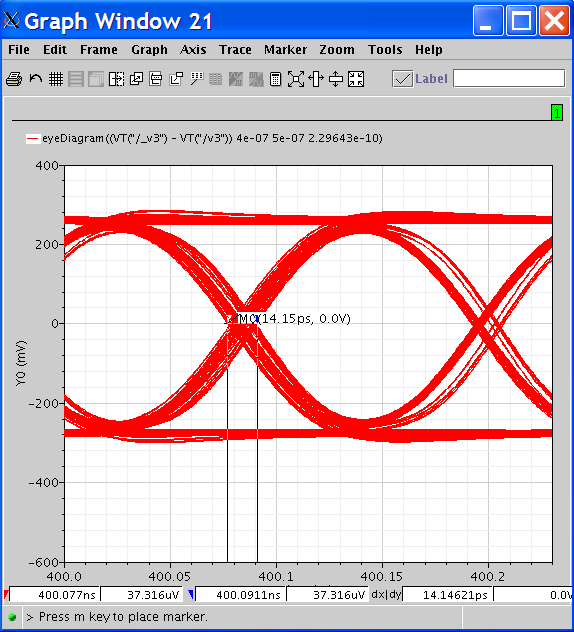 Graph Window 21
File Edit Frame Graph Axis Trace Marker Zoom Tools Help
Label
1
eyeDiagram((VT("/_v3") - VT("/v3")) 4e-07 5e-07 2.29643e-10)
400
200
M0(14.15ps, 0.0V)
0
Y0 (mV)
-200
-400
-600
400.0 400.05 400.1 400.15 400.2
400.077ns 37.316uV 400.0911ns 37.316uV dx|dy 14.14621ps 0.0V
> Press m key to place marker.